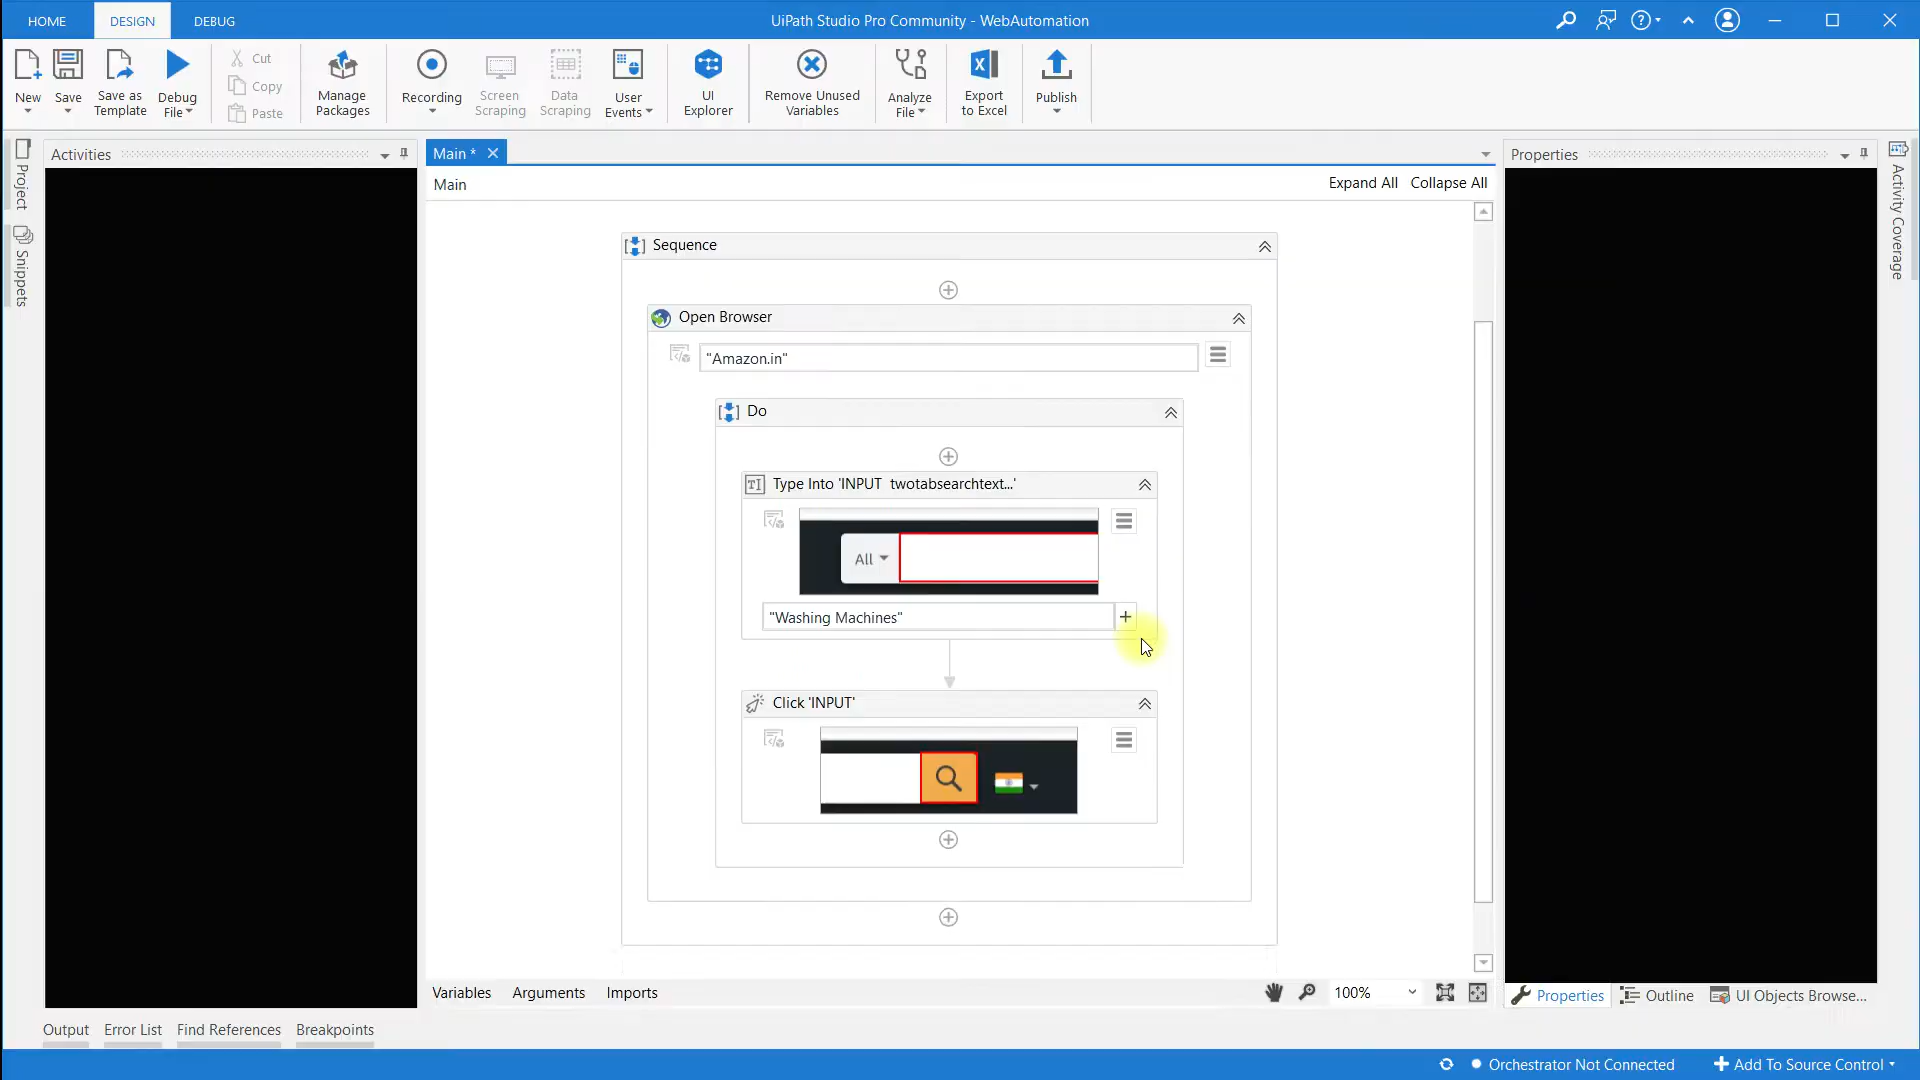 HOME
DESIGN
DEBUG
UiPath Studio Pro Community - WebAutomation
New
Save
Save as
Template
Debug
File
Cut
Copy
Paste
Manage
Packages
Recording
Screen
Scraping
Data
Scraping
User
Events
UI
Explorer
Remove Unused
Variables
Analyze
File
Export
to Excel
Publish
Project
Snippets
Activities
Main *
Main
Expand All
Collapse All
Sequence
Open Browser
"Amazon.in"
Do
Type Into 'INPUT twotabsearchtext...'
All
"Washing Machines"
Click 'INPUT'
Variables
Arguments
Imports
100%
Properties
Activity Coverage
Properties
Outline
UI Objects Browse...
Output
Error List
Find References
Breakpoints
Orchestrator Not Connected
Add To Source Control